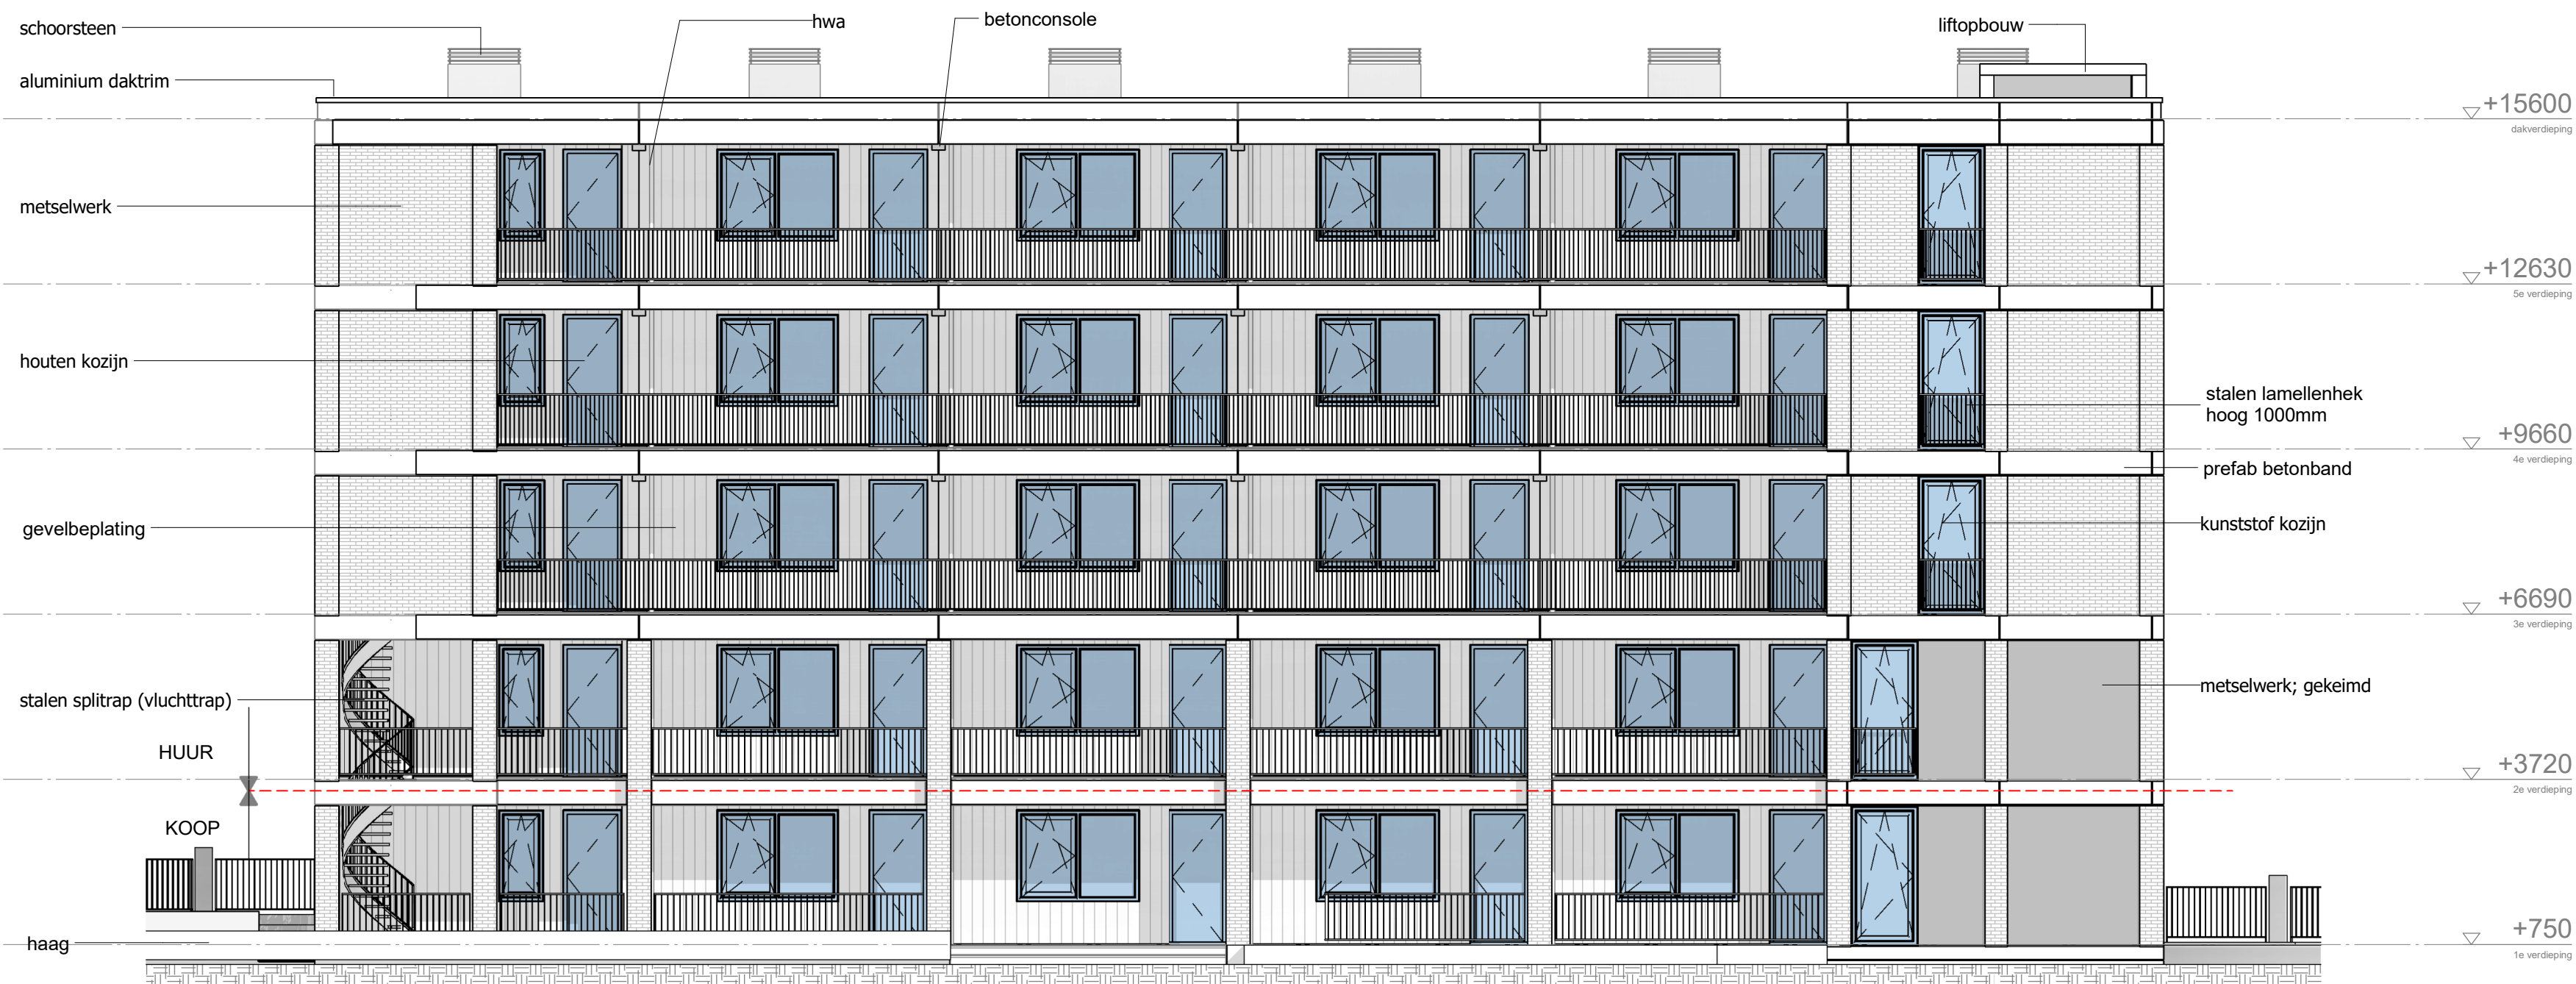 schoorsteen
hwa
betonconsole
liftopbouw
aluminium daktrim
+15600
dakverdieping
metselwerk
+12630
5e verdieping
houten kozijn
stalen lamellenhek
hoog 1000mm
+9660
4e verdieping
prefab betonband
gevelbeplating
kunststof kozijn
+6690
3e verdieping
stalen splitrap (vluchttrap)
metselwerk; gekeimd
HUUR
+3720
2e verdieping
KOOP
haag
+750
1e verdieping